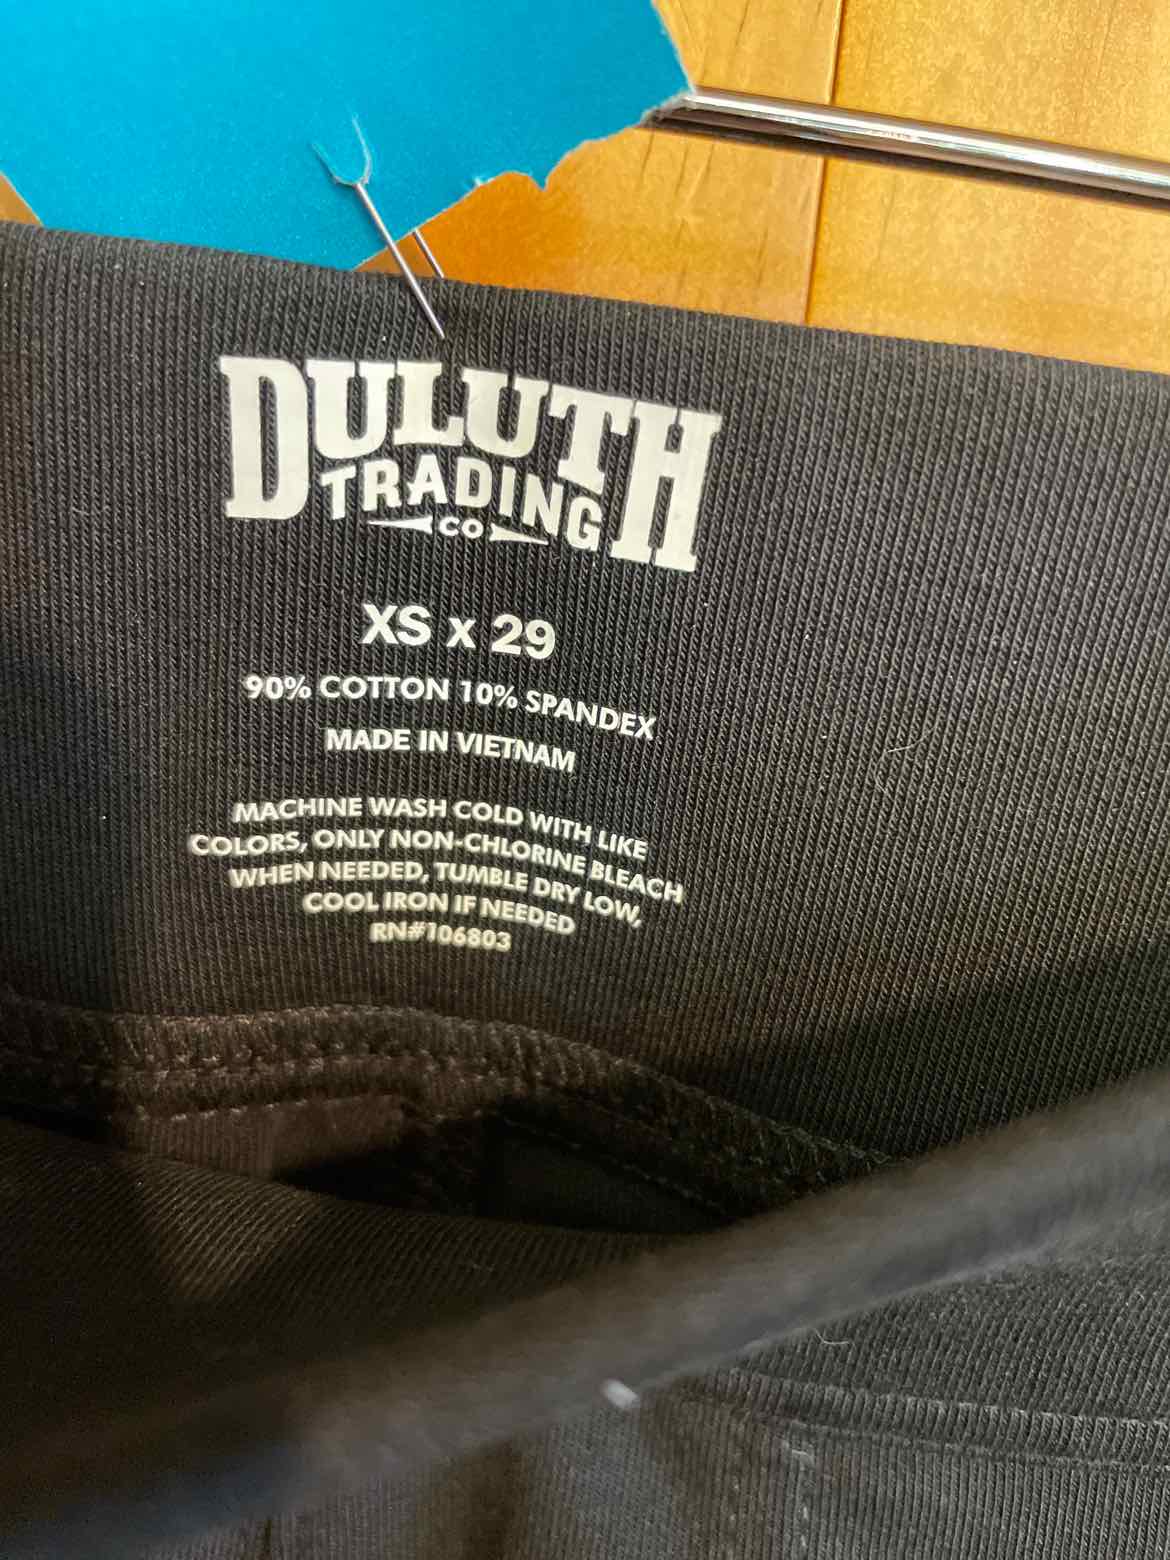 DULUTH
TRADING
CO
XS x 29
90% COTTON 10% SPANDEX
MADE IN VIETNAM
MACHINE WASH COLD WITH LIKE
COLORS, ONLY NON-CHLORINE BLEACH
WHEN NEEDED, TUMBLE DRY LOW,
COOL IRON IF NEEDED
RN#106803